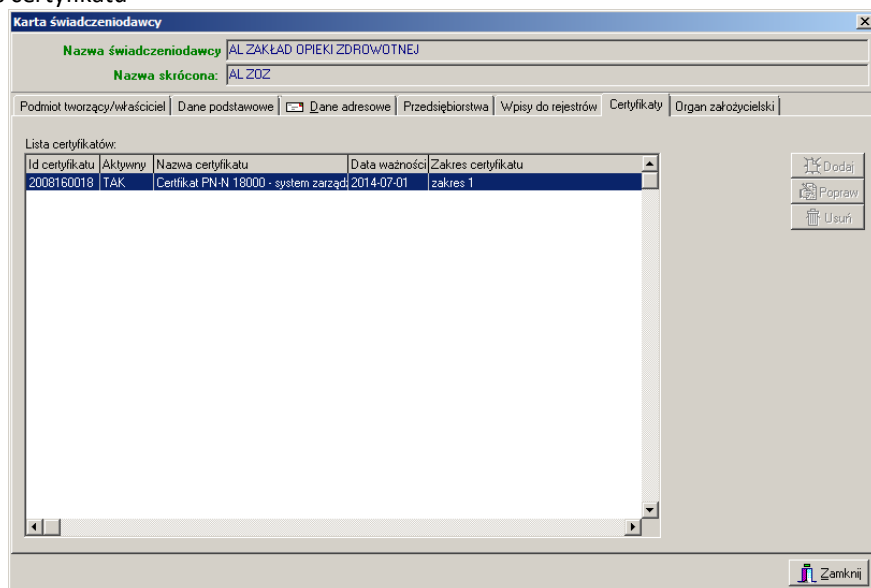 certyfikatu
Karta świadczeniodawcy
Nazwa świadczeniodawcy AL ZAKŁAD OPIEKI ZDROWOTNEJ
Nazwa skrócona: AL ZOZ
Podmiot tworzący/właściciel Dane podstawowe Dane adresowe Przedsiębiorstwa Wpisy do rejestrów Certyfikaty Organ założycielski
Lista certyfikatów:
Id certyfikatu Aktywny Nazwa certyfikatu Data ważności Zakres certyfikatu
2008160018 TAK Certfikat PN-N 18000 - system zarządz 2014-07-01 zakres 1
Dodaj
Popraw
Usuń
Zamknij